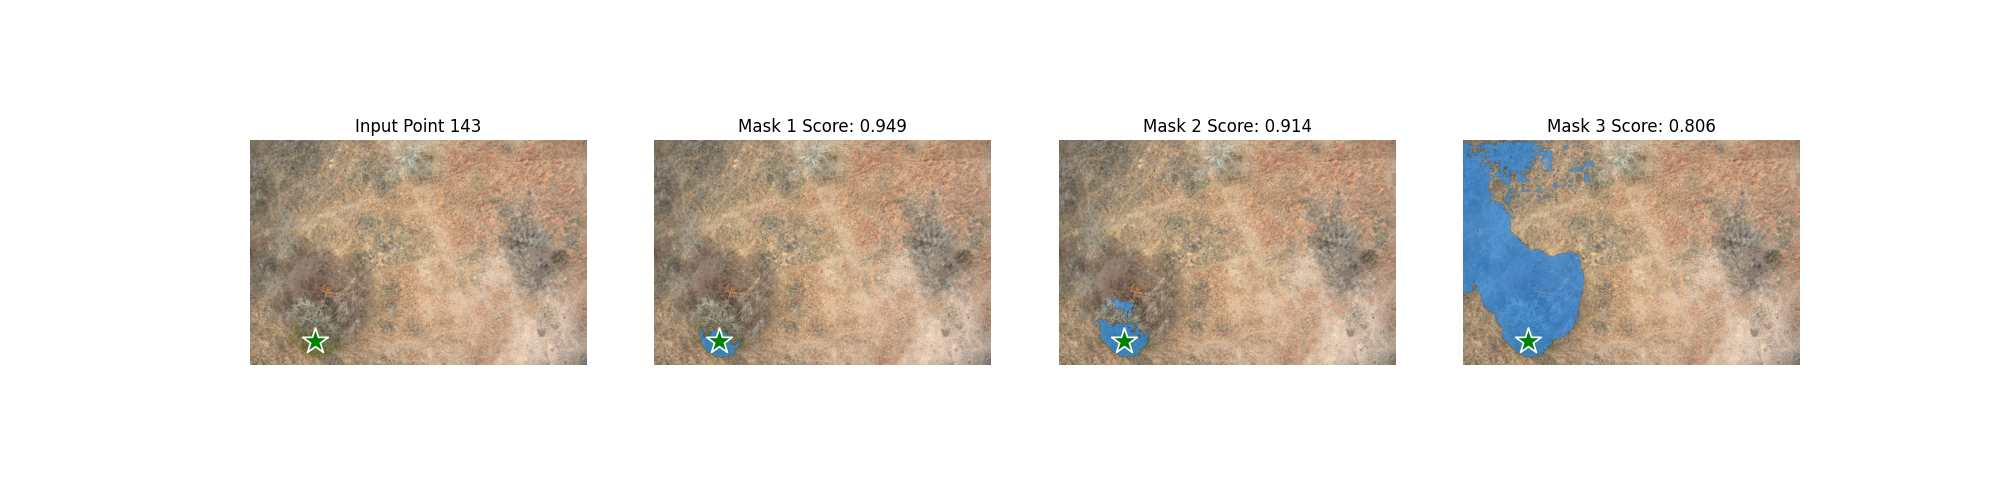 Input Point 143
Mask 1 Score: 0.949
Mask 2 Score: 0.914
Mask 3 Score: 0.806